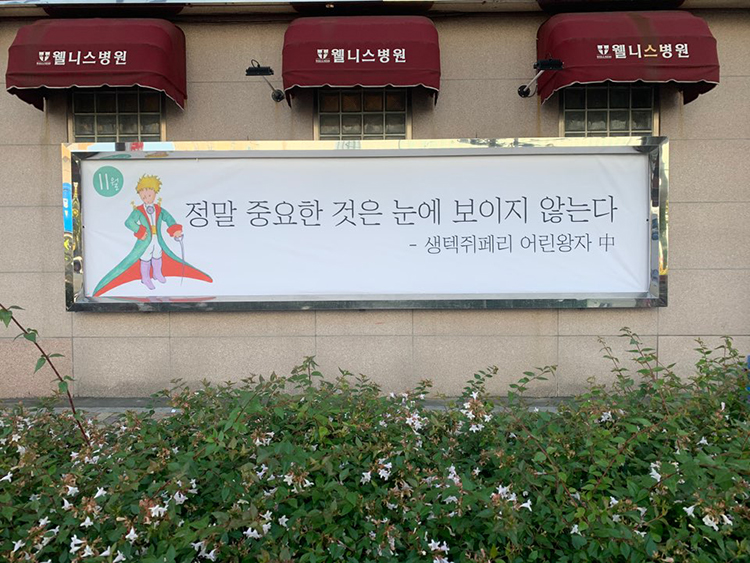 웰니스병원
웰니스병원
웰니스병원
11월
정말 중요한 것은 눈에 보이지 않는다
- 생텍쥐페리 어린왕자 中